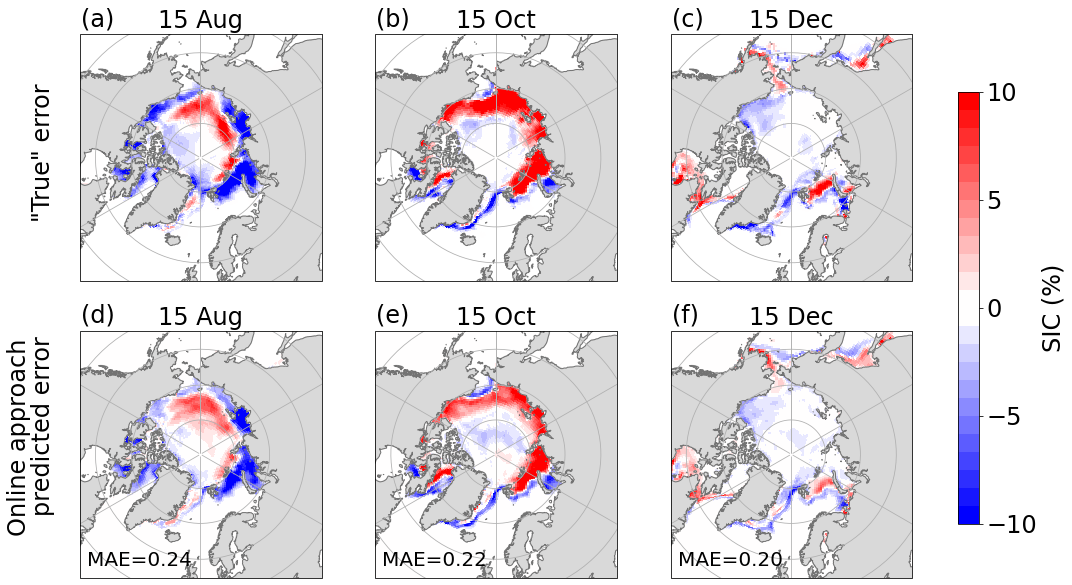 (a) 15 Aug
(b) 15 Oct
(c) 15 Dec
"True" error
(d) 15 Aug
(e) 15 Oct
(f) 15 Dec
Online approach
predicted error
MAE=0.24
MAE=0.22
MAE=0.20
10
5
0
−5
−10
SIC (%)